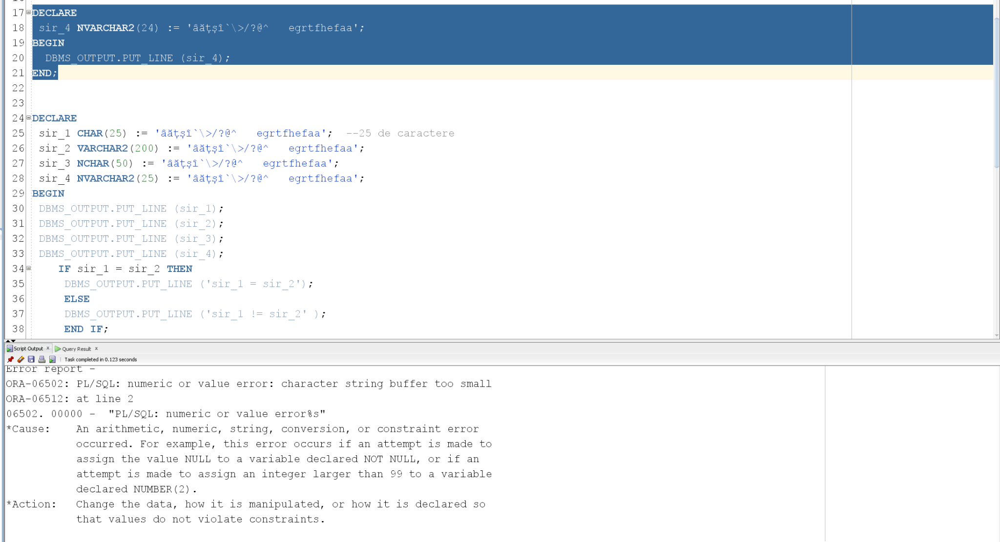 17 DECLARE
18 sir_4 NVARCHAR2(24) := 'âățșî`\>/?@^   egrtfhefaa';
19 BEGIN
20 DBMS_OUTPUT.PUT_LINE (sir_4);
21 END;
22
23
24 DECLARE
25 sir_1 CHAR(25) := 'âățșî`\>/?@^   egrtfhefaa';  --25 de caractere
26 sir_2 VARCHAR2(200) := 'âățșî`\>/?@^   egrtfhefaa';
27 sir_3 NCHAR(50) := 'âățșî`\>/?@^   egrtfhefaa';
28 sir_4 NVARCHAR2(25) := 'âățșî`\>/?@^   egrtfhefaa';
29 BEGIN
30 DBMS_OUTPUT.PUT_LINE (sir_1);
31 DBMS_OUTPUT.PUT_LINE (sir_2);
32 DBMS_OUTPUT.PUT_LINE (sir_3);
33 DBMS_OUTPUT.PUT_LINE (sir_4);
34 IF sir_1 = sir_2 THEN
35 DBMS_OUTPUT.PUT_LINE ('sir_1 = sir_2');
36 ELSE
37 DBMS_OUTPUT.PUT_LINE ('sir_1 != sir_2' );
38 END IF;
Script Output x Query Result x
Task completed in 0.123 seconds
Error report -
ORA-06502: PL/SQL: numeric or value error: character string buffer too small
ORA-06512: at line 2
06502. 00000 -  "PL/SQL: numeric or value error%s"
*Cause:    An arithmetic, numeric, string, conversion, or constraint error
occurred. For example, this error occurs if an attempt is made to
assign the value NULL to a variable declared NOT NULL, or if an
attempt is made to assign an integer larger than 99 to a variable
declared NUMBER(2).
*Action:   Change the data, how it is manipulated, or how it is declared so
that values do not violate constraints.